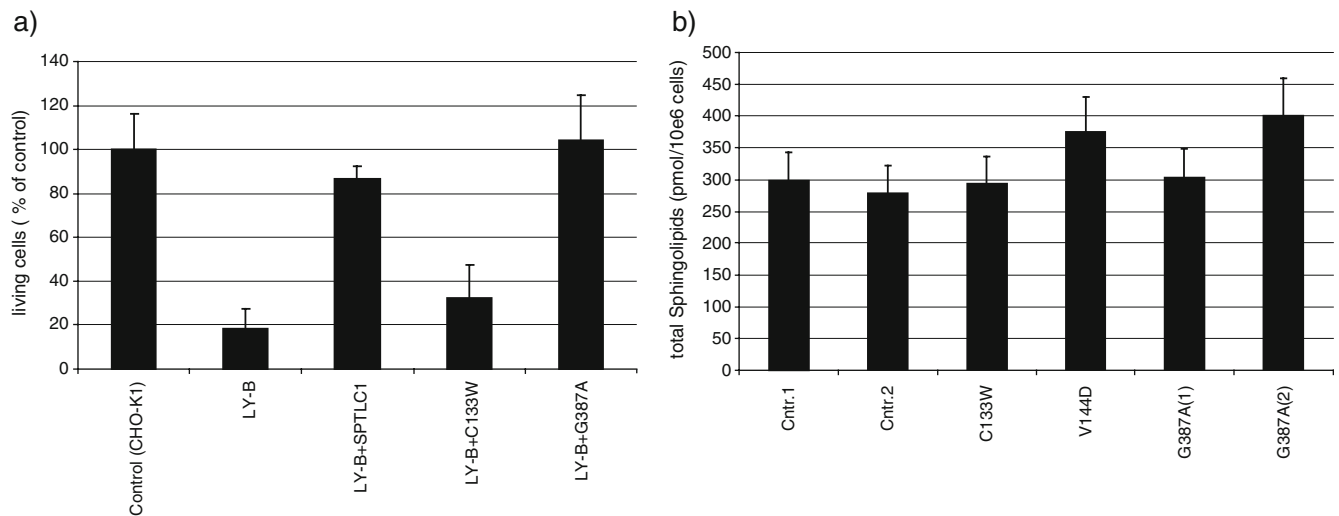 a)
living cells ( % of control)
140
120
100
80
60
40
20
0
Control (CHO-K1)
LY-B
LY-B+SPTLC1
LY-B+C133W
LY-B+G387A
b)
total Sphingolipids (pmol/10e6 cells)
500
450
400
350
300
250
200
150
100
50
0
Cntr.1
Cntr.2
C133W
V144D
G387A(1)
G387A(2)